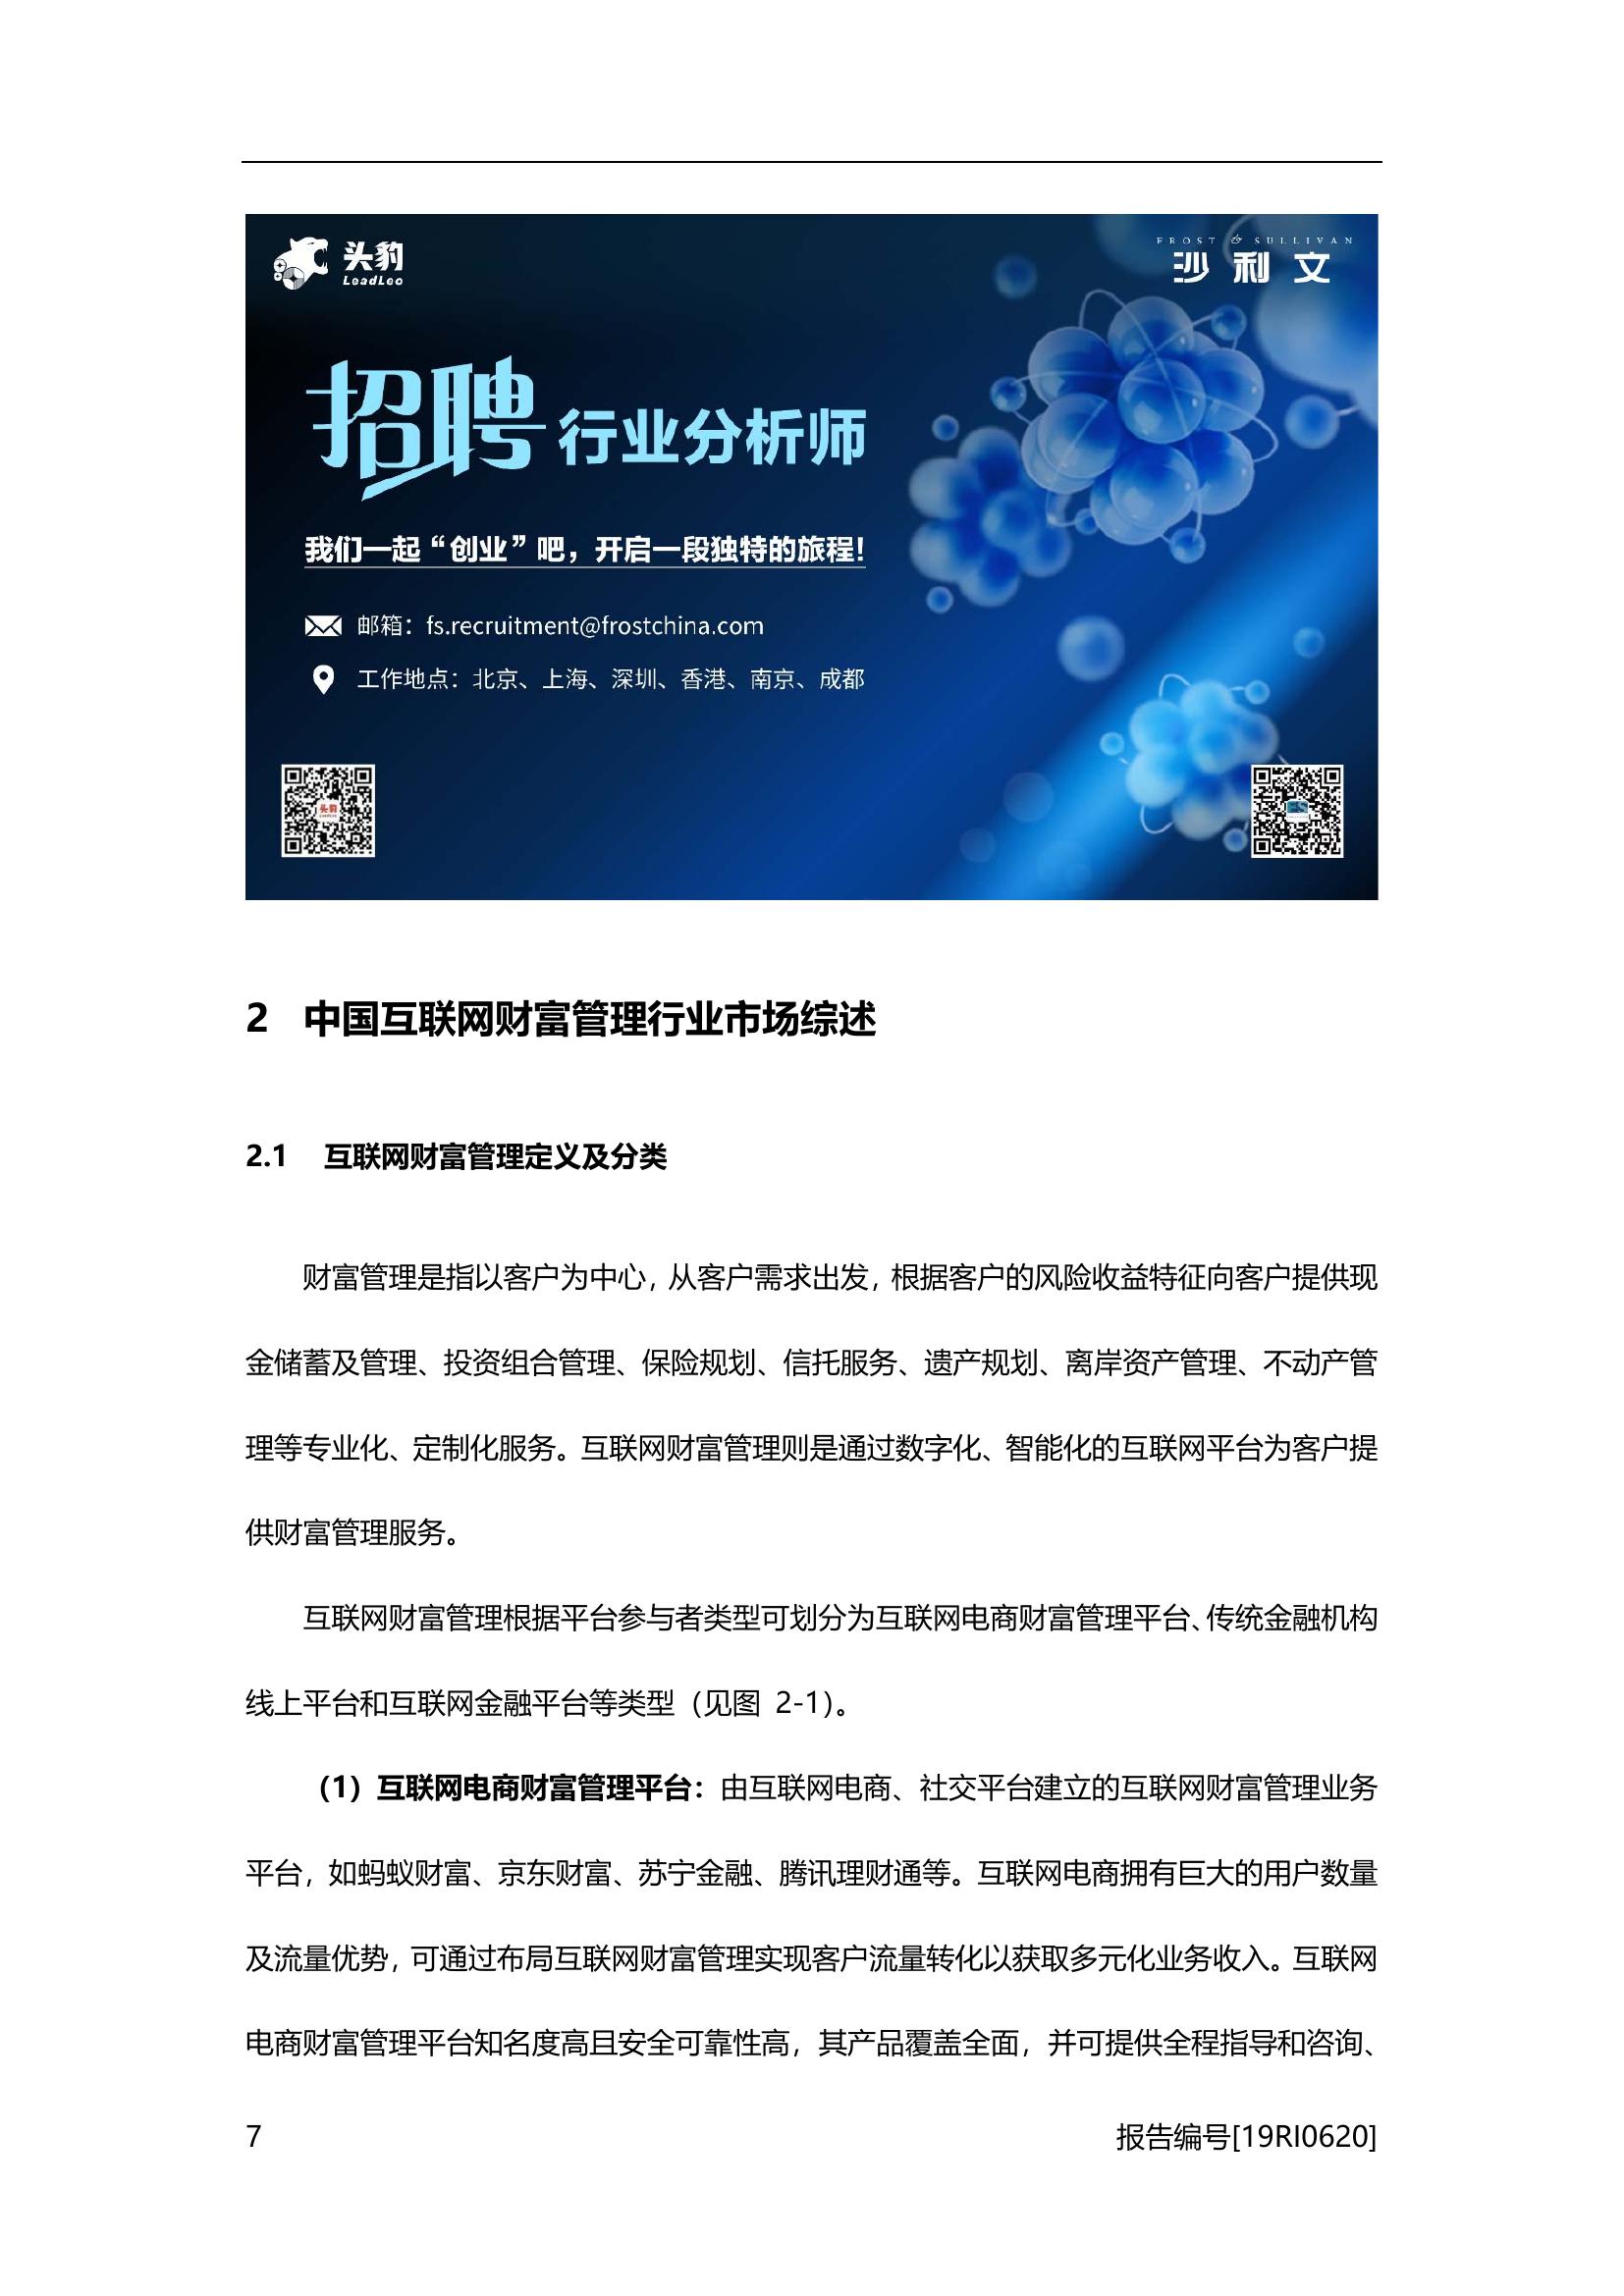 头豹
LeadLeo
FROST & SULLIVAN
沙利文
招聘 行业分析师
我们一起“创业”吧，开启一段独特的旅程！
邮箱：fs.recruitment@frostchina.com
工作地点：北京、上海、深圳、香港、南京、成都
头豹
2 中国互联网财富管理行业市场综述
2.1 互联网财富管理定义及分类
财富管理是指以客户为中心，从客户需求出发，根据客户的风险收益特征向客户提供现
金储蓄及管理、投资组合管理、保险规划、信托服务、遗产规划、离岸资产管理、不动产管
理等专业化、定制化服务。互联网财富管理则是通过数字化、智能化的互联网平台为客户提
供财富管理服务。
互联网财富管理根据平台参与者类型可划分为互联网电商财富管理平台、传统金融机构
线上平台和互联网金融平台等类型（见图 2-1）。
（1）互联网电商财富管理平台：由互联网电商、社交平台建立的互联网财富管理业务
平台，如蚂蚁财富、京东财富、苏宁金融、腾讯理财通等。互联网电商拥有巨大的用户数量
及流量优势，可通过布局互联网财富管理实现客户流量转化以获取多元化业务收入。互联网
电商财富管理平台知名度高且安全可靠性高，其产品覆盖全面，并可提供全程指导和咨询、
7
报告编号[19RI0620]